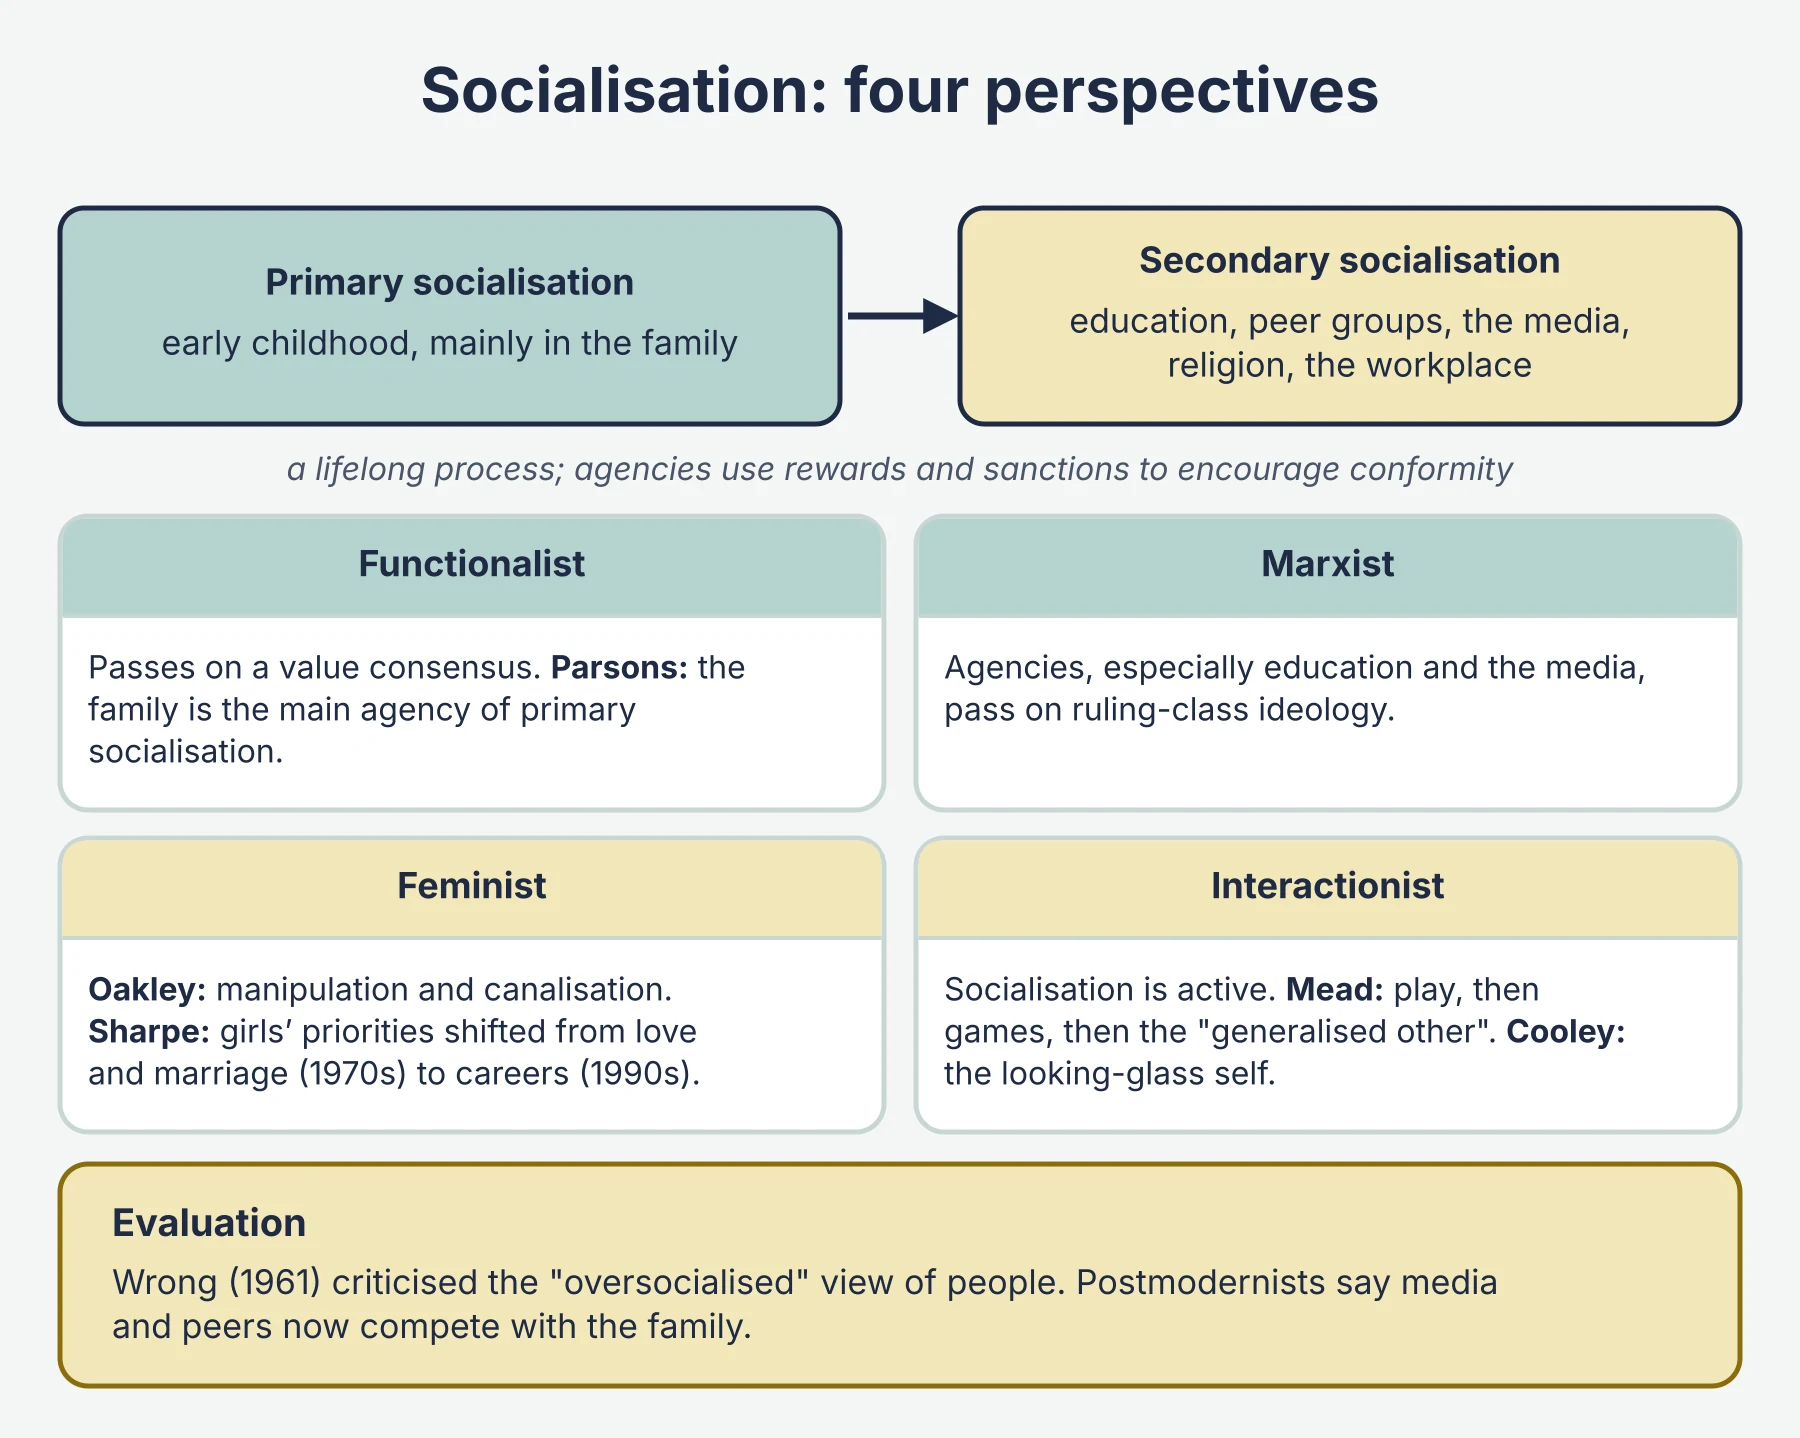 Socialisation: four perspectives
Primary socialisation
early childhood, mainly in the family
Secondary socialisation
education, peer groups, the media,
religion, the workplace
a lifelong process; agencies use rewards and sanctions to encourage conformity
Functionalist
Passes on a value consensus. Parsons: the
family is the main agency of primary
socialisation.
Marxist
Agencies, especially education and the media,
pass on ruling-class ideology.
Feminist
Oakley: manipulation and canalisation.
Sharpe: girls’ priorities shifted from love
and marriage (1970s) to careers (1990s).
Interactionist
Socialisation is active. Mead: play, then
games, then the "generalised other". Cooley:
the looking-glass self.
Evaluation
Wrong (1961) criticised the "oversocialised" view of people. Postmodernists say media
and peers now compete with the family.